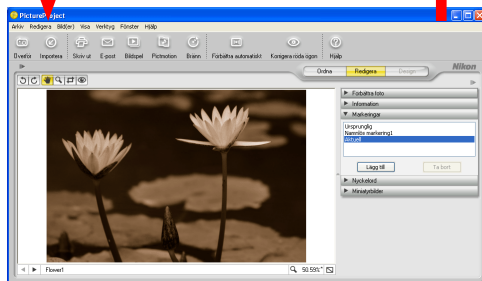 PictureProject
Arkiv Redigera Bild(er) Visa Verktyg Fönster Hjälp
Överför Importera Skriv ut E-post Bildspel Pictmotion Bränn Förbättra automatiskt Korrigera röda ögon Hjälp
Ordna Redigera Design Nikon
Förbättra foto
Information
Markeringar
Ursprunglig
Namnlös markering1
Aktuell
Lägg till Ta bort
Nyckelord
Miniatyrbilder
Flower1 50.59%